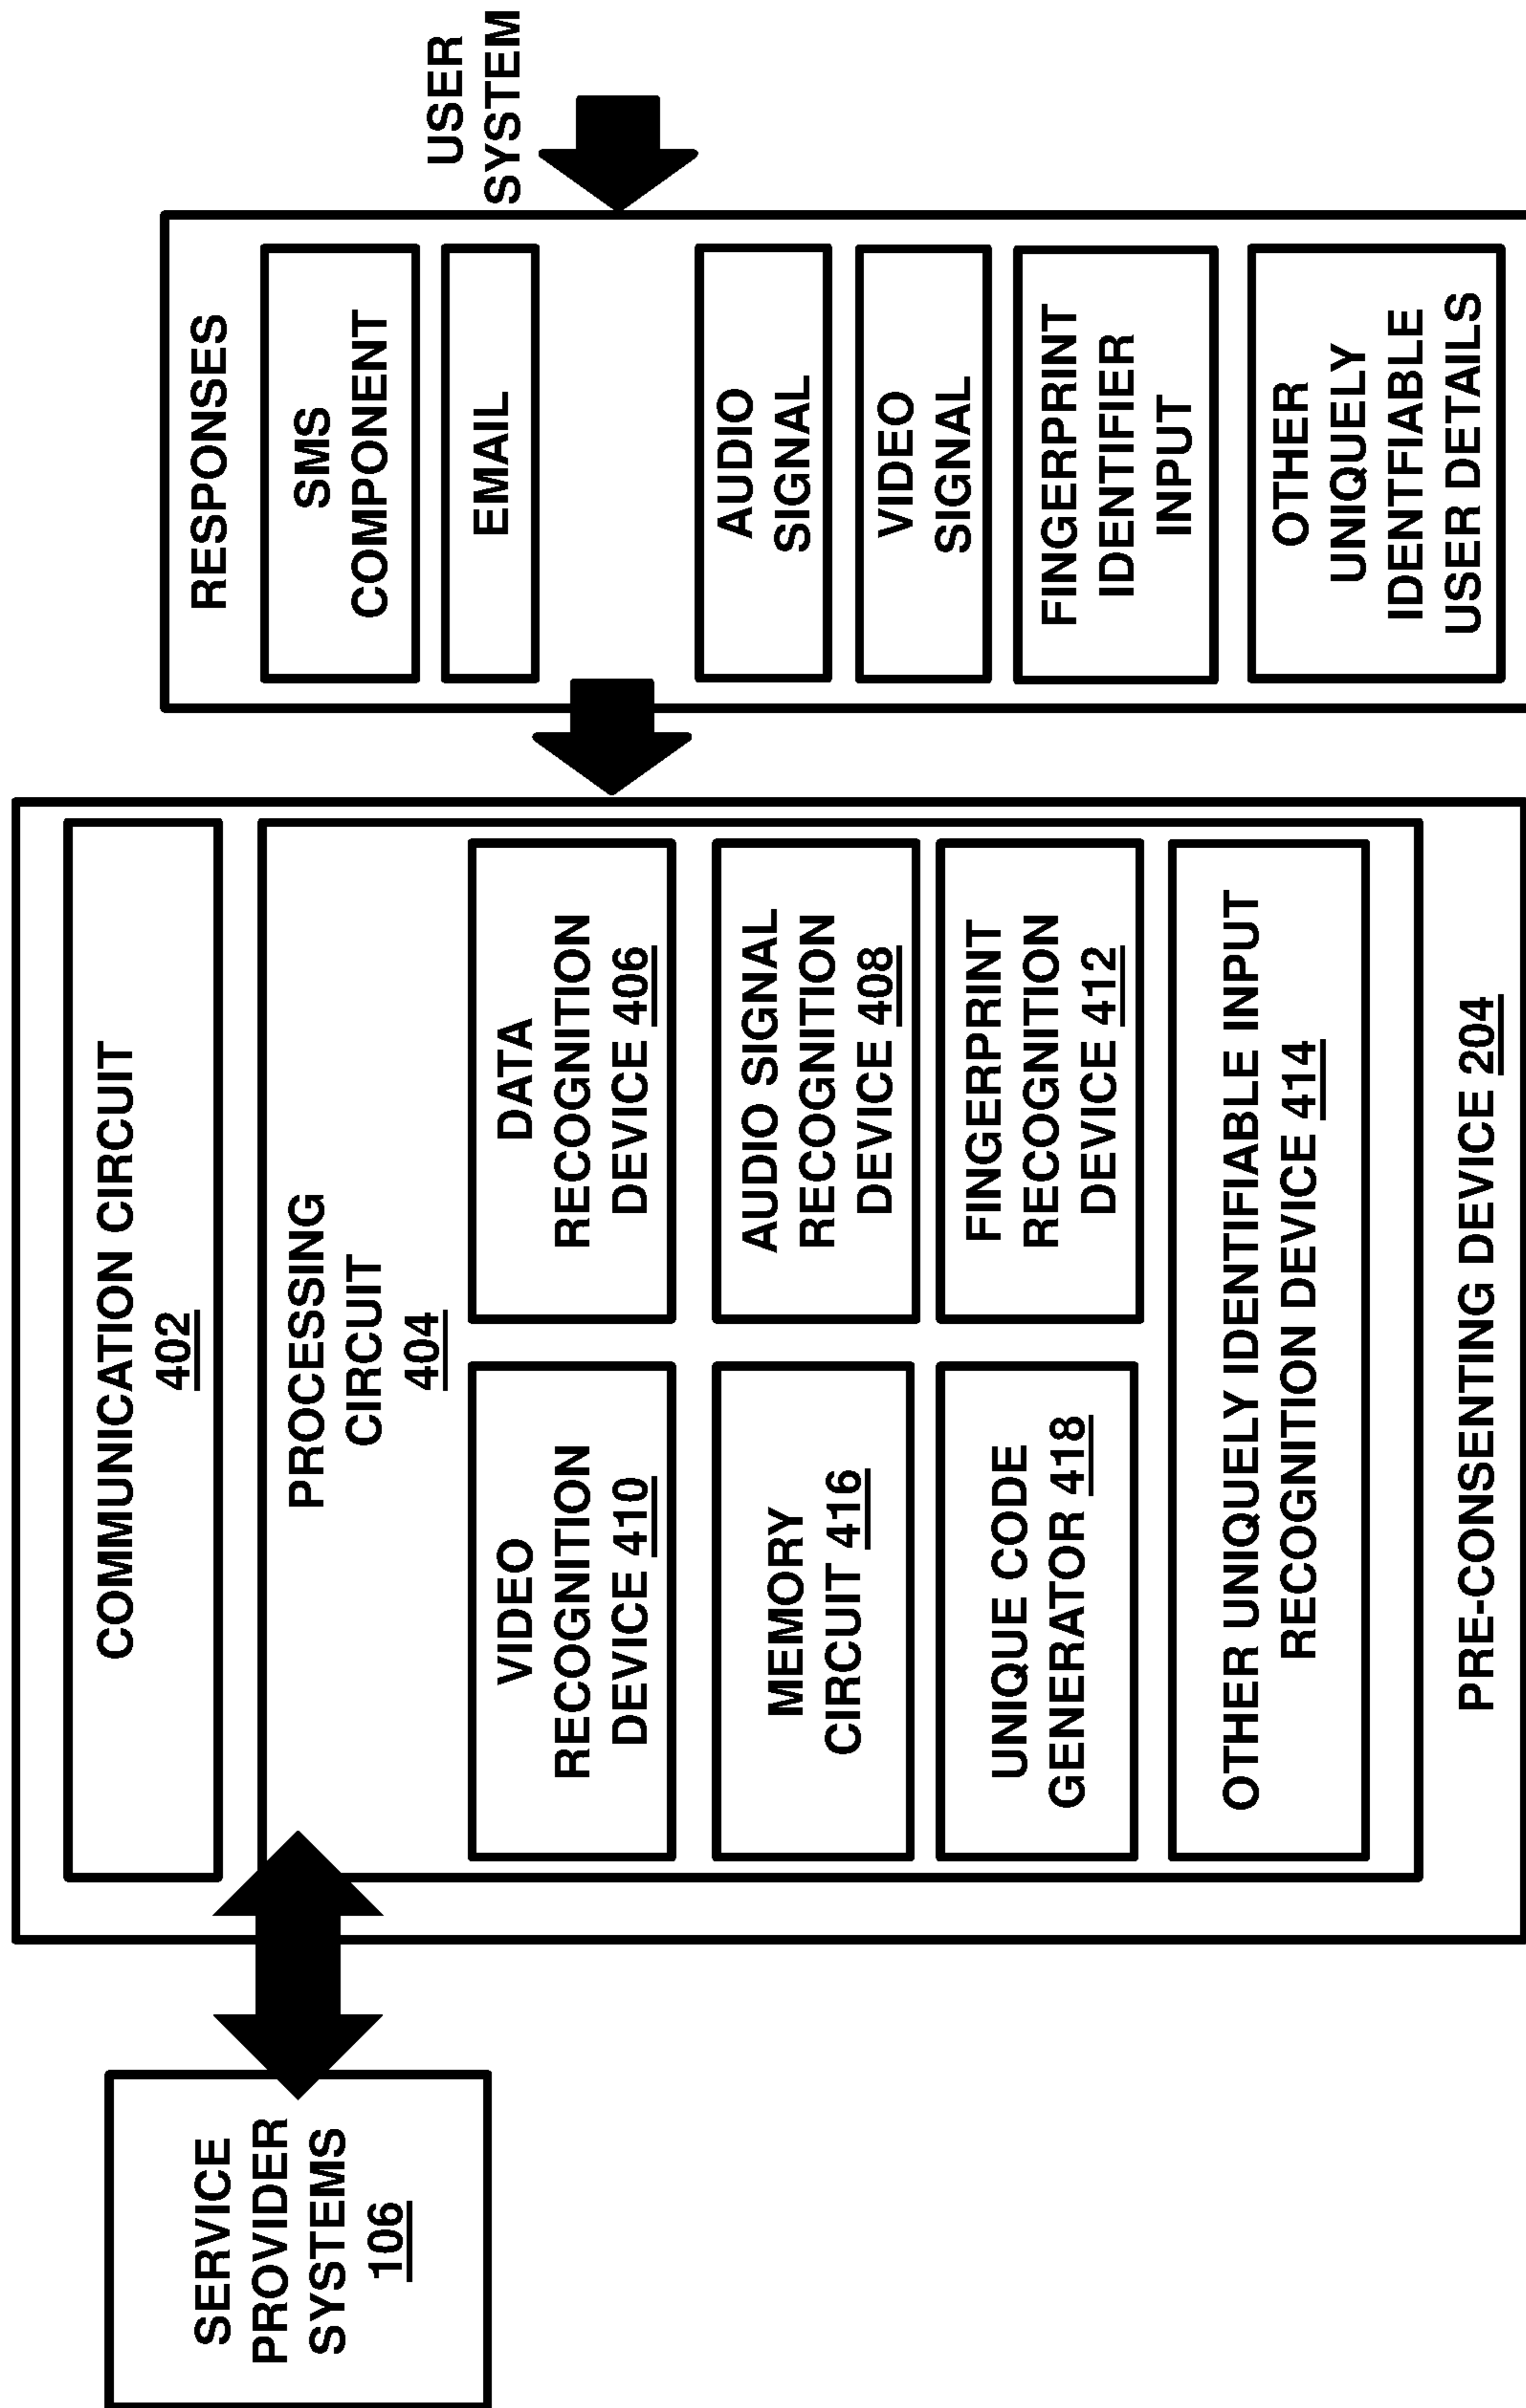 SERVICE
PROVIDER
SYSTEMS
106
COMMUNICATION CIRCUIT
402
PROCESSING
CIRCUIT
404
VIDEO
RECOGNITION
DEVICE 410
DATA
RECOGNITION
DEVICE 406
MEMORY
CIRCUIT 416
AUDIO SIGNAL
RECOGNITION
DEVICE 408
UNIQUE CODE
GENERATOR 418
FINGERPRINT
RECOGNITION
DEVICE 412
OTHER UNIQUELY IDENTIFIABLE INPUT
RECOGNITION DEVICE 414
PRE-CONSENTING DEVICE 204
RESPONSES
SMS
COMPONENT
EMAIL
AUDIO
SIGNAL
VIDEO
SIGNAL
FINGERPRINT
IDENTIFIER
INPUT
OTHER
UNIQUELY
IDENTFIABLE
USER DETAILS
USER
SYSTEM